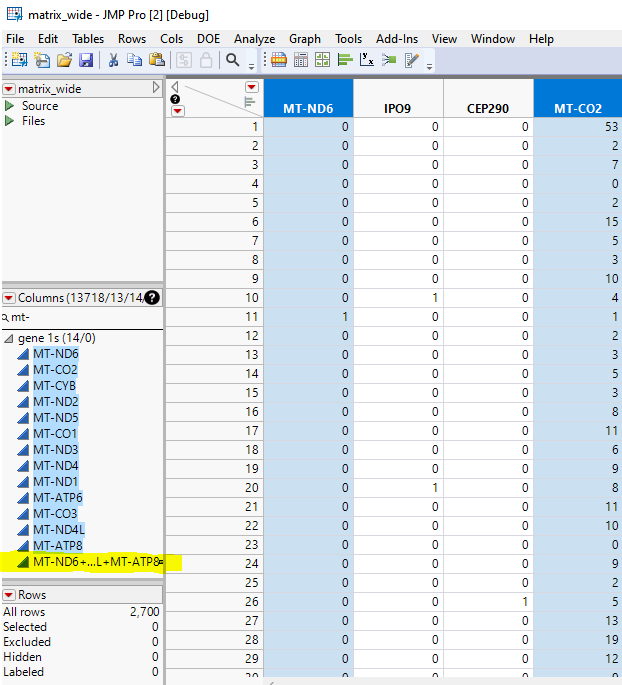 matrix_wide - JMP Pro [2] [Debug]
File Edit Tables Rows Cols DOE Analyze Graph Tools Add-Ins View Window Help
matrix_wide
Source
Files
Columns (13718/13/14/
mt-
gene 1s (14/0)
MT-ND6
MT-CO2
MT-CYB
MT-ND2
MT-ND5
MT-CO1
MT-ND3
MT-ND4
MT-ND1
MT-ATP6
MT-CO3
MT-ND4L
MT-ATP8
MT-ND6+...L+MT-ATP8
Rows
All rows 2,700
Selected 0
Excluded 0
Hidden 0
Labeled 0
MT-ND6 IPO9 CEP290 MT-CO2
1 0 0 0 53
2 0 0 0 2
3 0 0 0 7
4 0 0 0 0
5 0 0 0 2
6 0 0 0 15
7 0 0 0 5
8 0 0 0 3
9 0 0 0 10
10 0 1 0 4
11 1 0 0 1
12 0 0 0 2
13 0 0 0 3
14 0 0 0 5
15 0 0 0 3
16 0 0 0 8
17 0 0 0 11
18 0 0 0 6
19 0 0 0 9
20 0 1 0 8
21 0 0 0 11
22 0 0 0 10
23 0 0 0 0
24 0 0 0 9
25 0 0 0 2
26 0 0 1 5
27 0 0 0 13
28 0 0 0 19
29 0 0 0 12